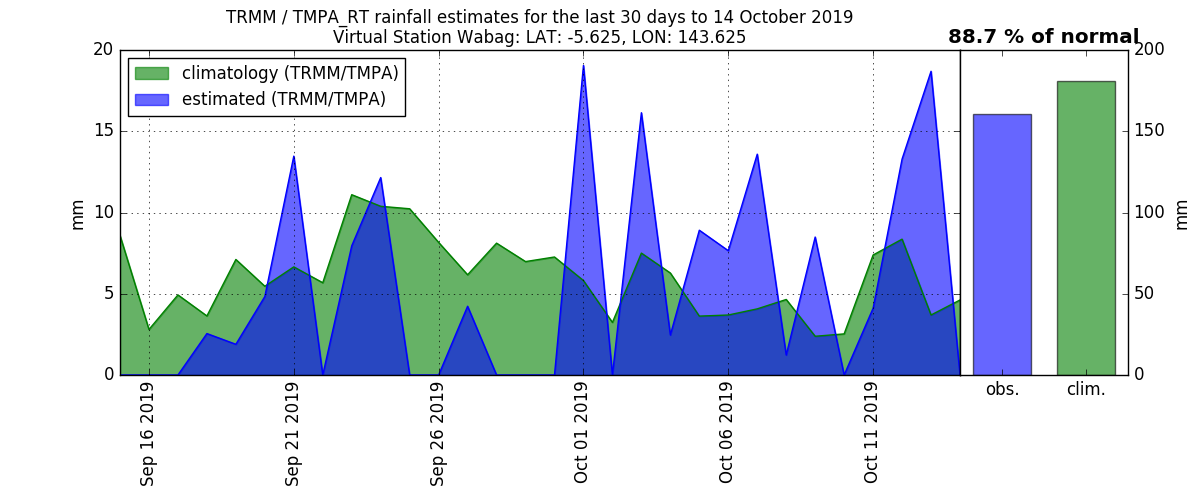 TRMM / TMPA_RT rainfall estimates for the last 30 days to 14 October 2019
Virtual Station Wabag: LAT: -5.625, LON: 143.625
88.7 % of normal
climatology (TRMM/TMPA)
estimated (TRMM/TMPA)
20
15
10
5
0
mm
Sep 16 2019
Sep 21 2019
Sep 26 2019
Oct 01 2019
Oct 06 2019
Oct 11 2019
200
150
100
50
0
mm
obs.
clim.